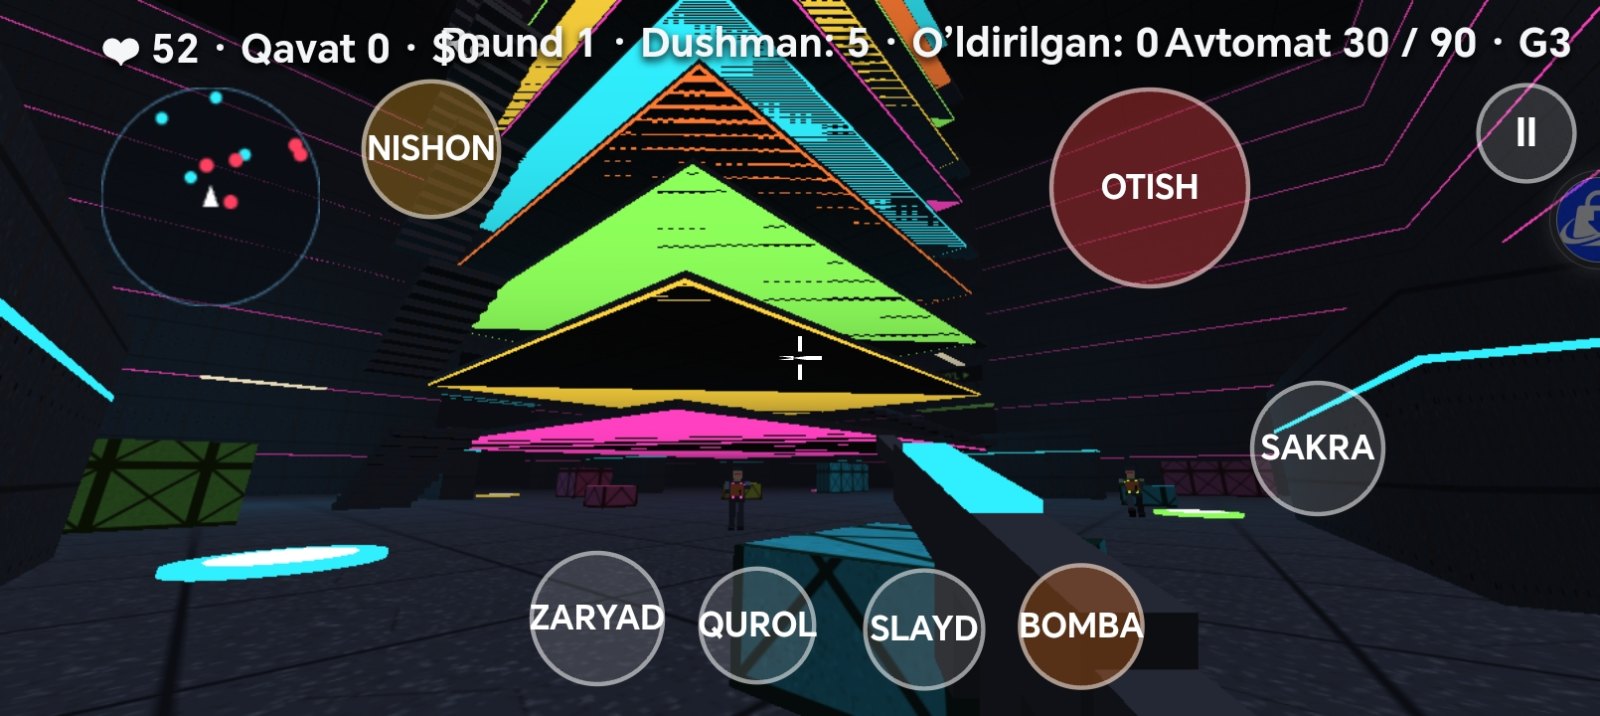 ❤ 52 · Qavat 0 · $0
Raund 1 · Dushman: 5 · O’ldirilgan: 0
Avtomat 30 / 90 · G3
NISHON
OTISH
SAKRA
ZARYAD
QUROL
SLAYD
BOMBA